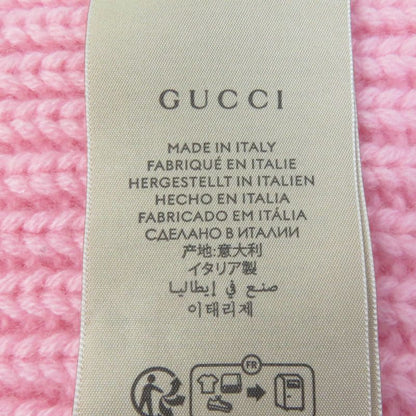 GUCCI
MADE IN ITALY
FABRIQUÉ EN ITALIE
HERGESTELLT IN ITALIEN
HECHO EN ITALIA
FABRICADO EM ITÁLIA
СДЕЛАНО В ИТАЛИИ
产地:意大利
イタリア製
صنع في إيطاليا
이태리제
FR